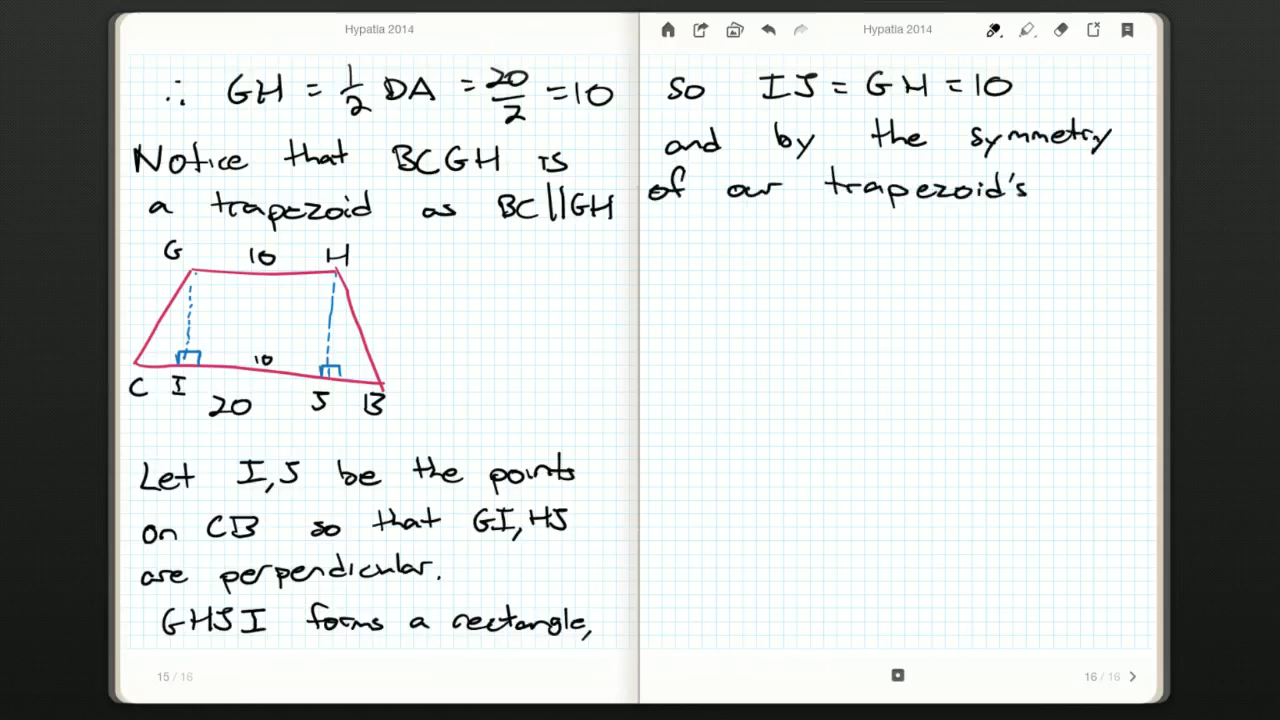 Hypatia 2014
∴ GH = 1/2 DA = 20/2 = 10
Notice that BCGH is
a trapezoid as BC||GH
G 10 H
10
C I J B
20
Let I,J be the points
on CB so that GI,HJ
are perpendicular.
GHJI forms a rectangle,
15 / 16
Hypatia 2014
so IJ = GH = 10
and by the symmetry
of our trapezoid's
16 / 16